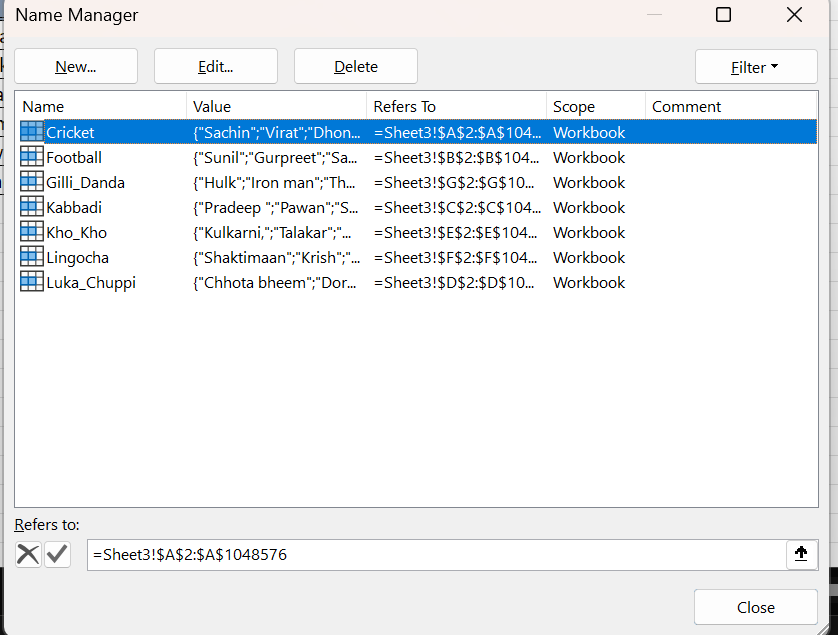 Name Manager
New... Edit... Delete Filter
Name Value Refers To Scope Comment
Cricket {"Sachin";"Virat";"Dhon... =Sheet3!$A$2:$A$104... Workbook
Football {"Sunil";"Gurpreet";"Sa... =Sheet3!$B$2:$B$104... Workbook
Gilli_Danda {"Hulk";"Iron man";"Th... =Sheet3!$G$2:$G$10... Workbook
Kabbadi {"Pradeep ";"Pawan";"S... =Sheet3!$C$2:$C$104... Workbook
Kho_Kho {"Kulkarni,";"Talakar";"... =Sheet3!$E$2:$E$104... Workbook
Lingocha {"Shaktimaan";"Krish";"... =Sheet3!$F$2:$F$104... Workbook
Luka_Chuppi {"Chhota bheem";"Dor... =Sheet3!$D$2:$D$10... Workbook
Refers to:
=Sheet3!$A$2:$A$1048576
Close